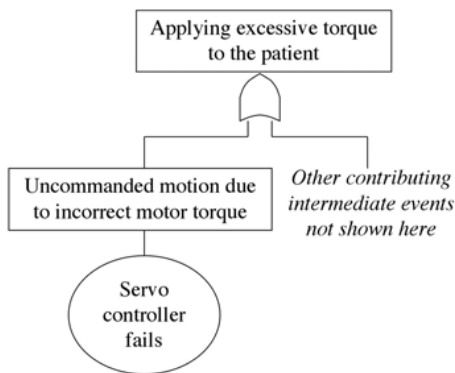 Applying excessive torque
to the patient
Uncommanded motion due
to incorrect motor torque
Other contributing
intermediate events
not shown here
Servo
controller
fails